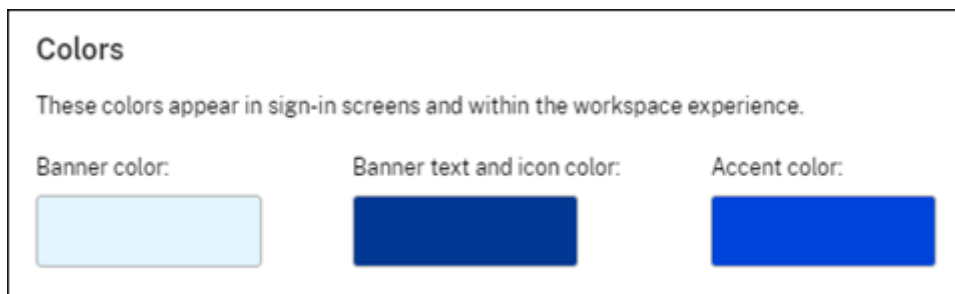 Colors
These colors appear in sign-in screens and within the workspace experience.
Banner color:
Banner text and icon color:
Accent color: